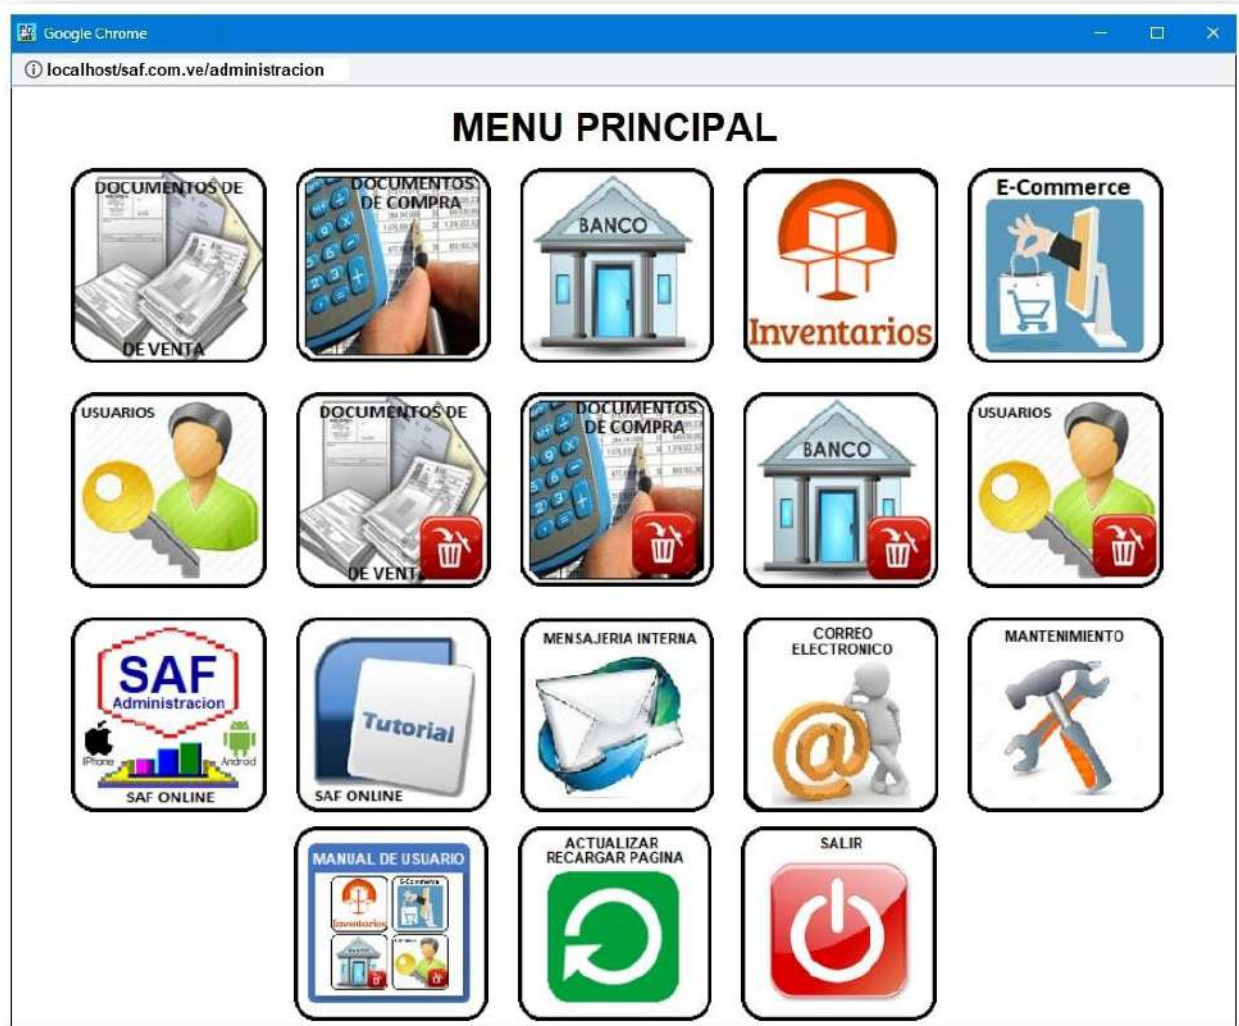 Google Chrome
localhost/saf.com.ve/administracion
MENU PRINCIPAL
DOCUMENTOS DE
DE VENTA
DOCUMENTOS
DE COMPRA
BANCO
Inventarios
E-Commerce
USUARIOS
DOCUMENTOS DE
DE VENT
DOCUMENTOS
DE COMPRA
BANCO
USUARIOS
SAF
Administracion
IPhone
Android
SAF ONLINE
Tutorial
SAF ONLINE
MENSAJERIA INTERNA
CORREO
ELECTRONICO
@
MANTENIMIENTO
MANUAL DE USUARIO
Inventarios
E-Commerce
ACTUALIZAR
RECARGAR PAGINA
SALIR